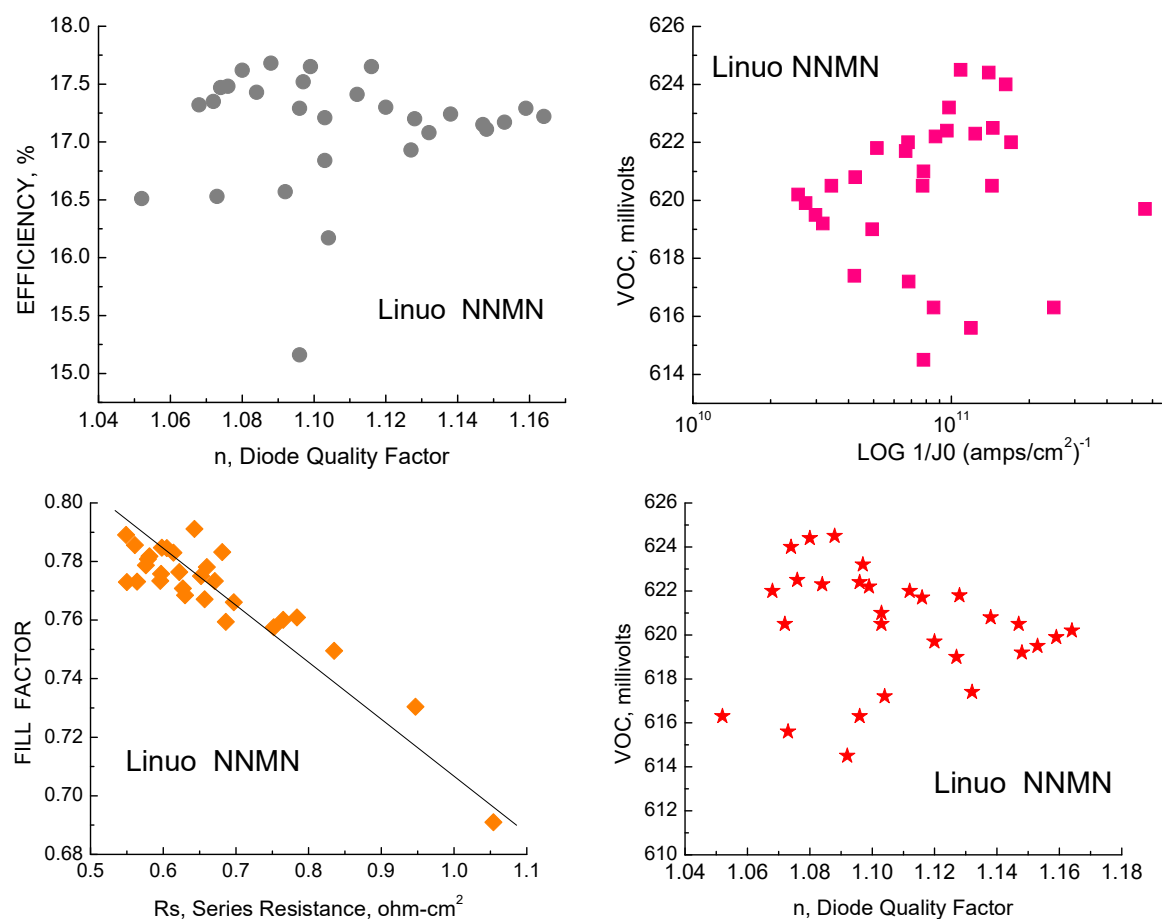 18.0
17.5
17.0
16.5
16.0
15.5
15.0
EFFICIENCY, %
Linuo NNMN
1.04 1.06 1.08 1.10 1.12 1.14 1.16
n, Diode Quality Factor
626
624
622
620
618
616
614
VOC, millivolts
Linuo NNMN
10^10 10^11
LOG 1/J0 (amps/cm²)^-1
0.80
0.78
0.76
0.74
0.72
0.70
0.68
FILL FACTOR
Linuo NNMN
0.5 0.6 0.7 0.8 0.9 1.0 1.1
Rs, Series Resistance, ohm-cm²
626
624
622
620
618
616
614
612
610
VOC, millivolts
Linuo NNMN
1.04 1.06 1.08 1.10 1.12 1.14 1.16 1.18
n, Diode Quality Factor